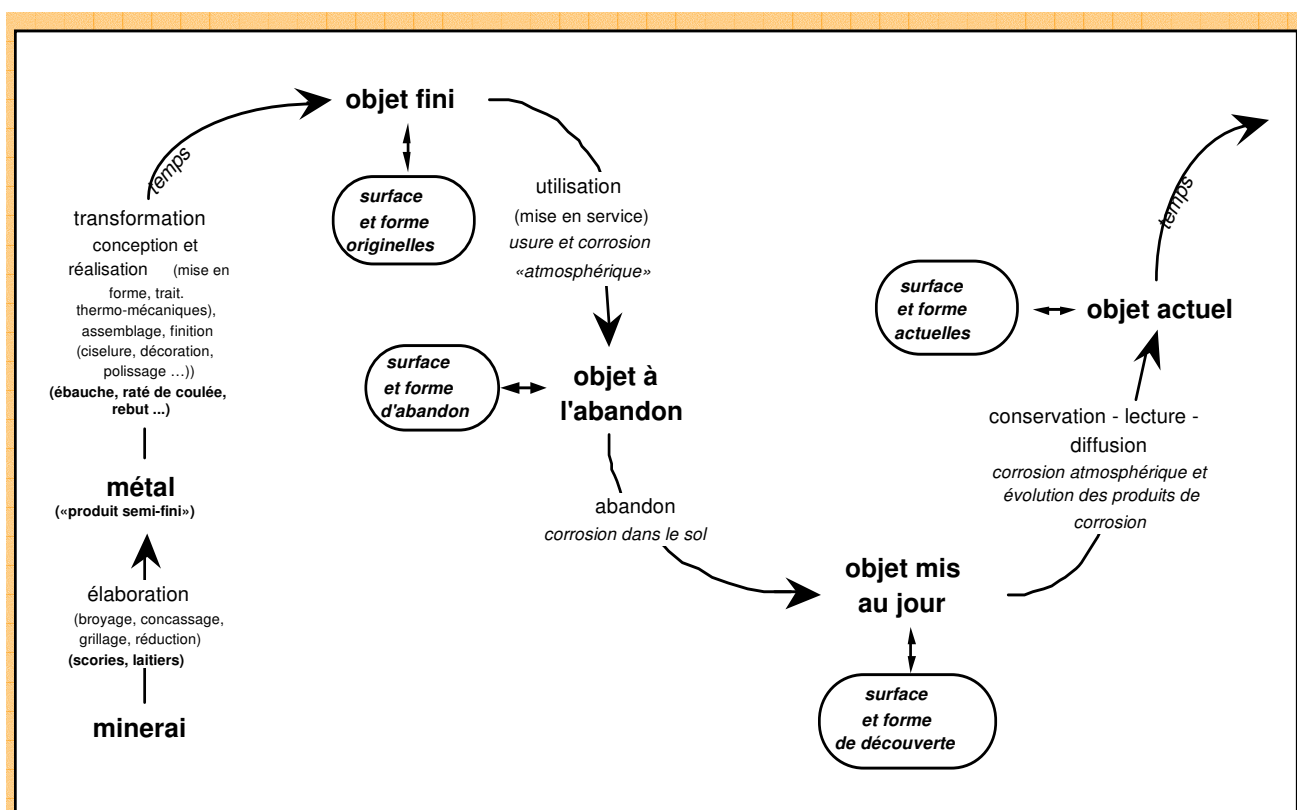 objet fini
temps
surface
et forme
originelles
utilisation
(mise en service)
usure et corrosion
«atmosphérique»
transformation
conception et
réalisation (mise en
forme, trait.
thermo-mécaniques),
assemblage, finition
(ciselure, décoration,
polissage ...))
(ébauche, raté de coulée,
rebut ...)
métal
(«produit semi-fini»)
élaboration
(broyage, concassage,
grillage, réduction)
(scories, laitiers)
minerai
surface
et forme
d'abandon
objet à
l'abandon
abandon
corrosion dans le sol
objet mis
au jour
surface
et forme
de découverte
conservation - lecture -
diffusion
corrosion atmosphérique et
évolution des produits de
corrosion
surface
et forme
actuelles
objet actuel
temps